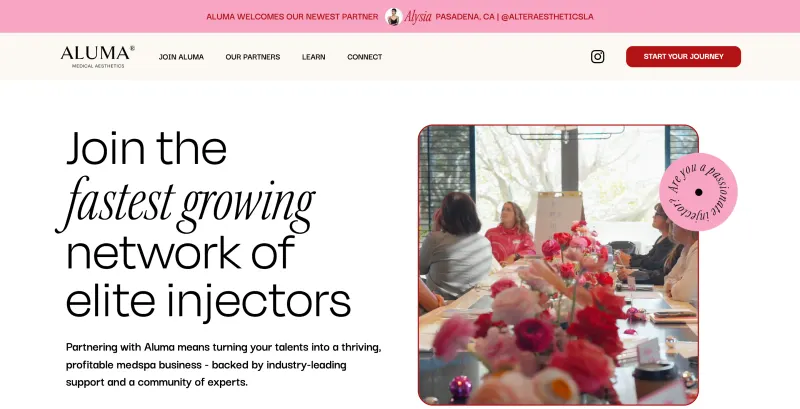 ALUMA WELCOMES OUR NEWEST PARTNER Alysia PASADENA, CA | @ALTERAESTHETICSLA
ALUMA®
MEDICAL AESTHETICS
JOIN ALUMA
OUR PARTNERS
LEARN
CONNECT
START YOUR JOURNEY
Join the
fastest growing
network of
elite injectors
Are you a passionate injector?
Partnering with Aluma means turning your talents into a thriving,
profitable medspa business - backed by industry-leading
support and a community of experts.